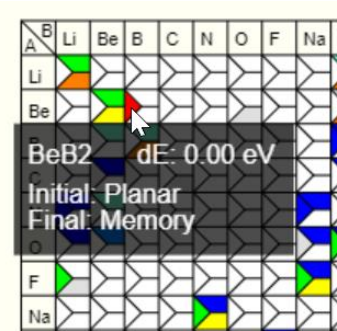 B
A Li Be B C N O F Na
Li
Be
BeB2 dE: 0.00 eV
Initial: Planar
Final: Memory
O
F
Na